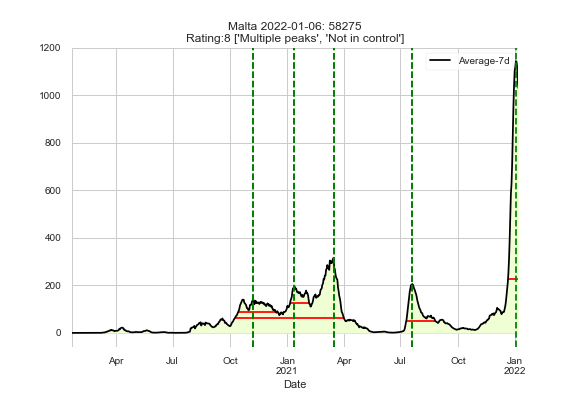 Malta 2022-01-06: 58275
Rating:8 ['Multiple peaks', 'Not in control']
Average-7d
1200
1000
800
600
400
200
0
Apr Jul Oct Jan Apr Jul Oct Jan
2021 2022
Date